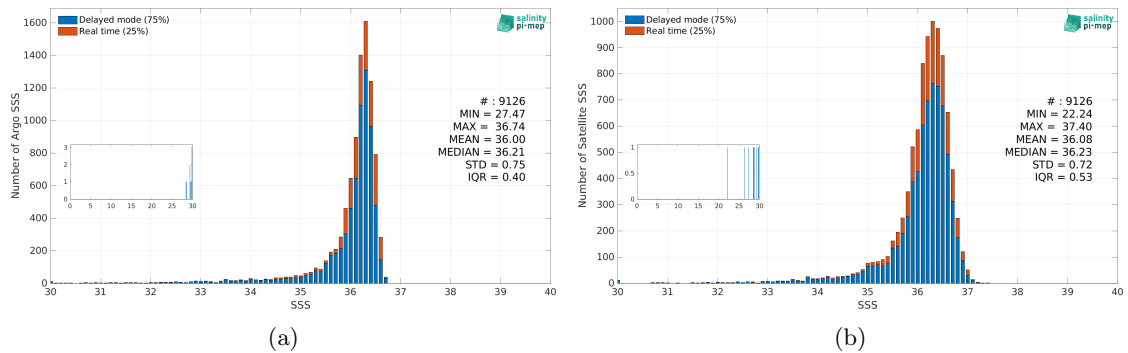 Delayed mode (75%)
Real time (25%)
salinity
pi-mep
Number of Argo SSS
1600
1400
1200
1000
800
600
400
200
0
# : 9126
MIN = 27.47
MAX = 36.74
MEAN = 36.00
MEDIAN = 36.21
STD = 0.75
IQR = 0.40
3
2
1
0
0 5 10 15 20 25 30
30 31 32 33 34 35 36 37 38 39 40
SSS
(a)
Delayed mode (75%)
Real time (25%)
salinity
pi-mep
Number of Satellite SSS
1000
900
800
700
600
500
400
300
200
100
0
# : 9126
MIN = 22.24
MAX = 37.40
MEAN = 36.08
MEDIAN = 36.23
STD = 0.72
IQR = 0.53
1
0.5
0
0 5 10 15 20 25 30
30 31 32 33 34 35 36 37 38 39 40
SSS
(b)